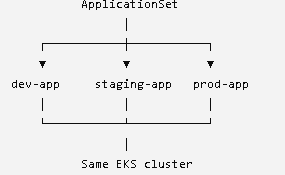 ApplicationSet
dev-app staging-app prod-app
Same EKS cluster